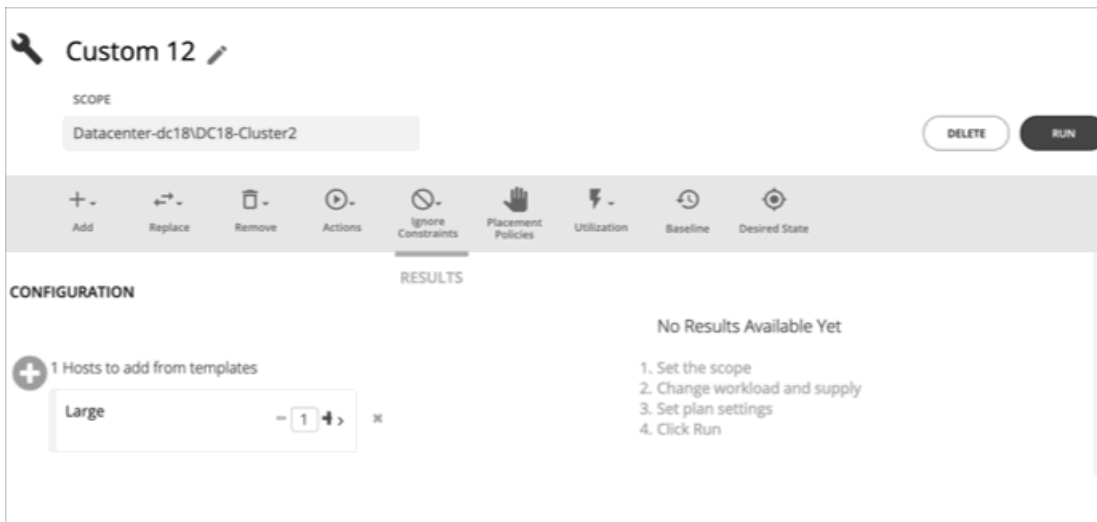 Custom 12
SCOPE
Datacenter-dc18\DC18-Cluster2
DELETE
RUN
Add
Replace
Remove
Actions
Ignore
Constraints
Placement
Policies
Utilization
Baseline
Desired State
RESULTS
CONFIGURATION
No Results Available Yet
1 Hosts to add from templates
Large
1
1. Set the scope
2. Change workload and supply
3. Set plan settings
4. Click Run